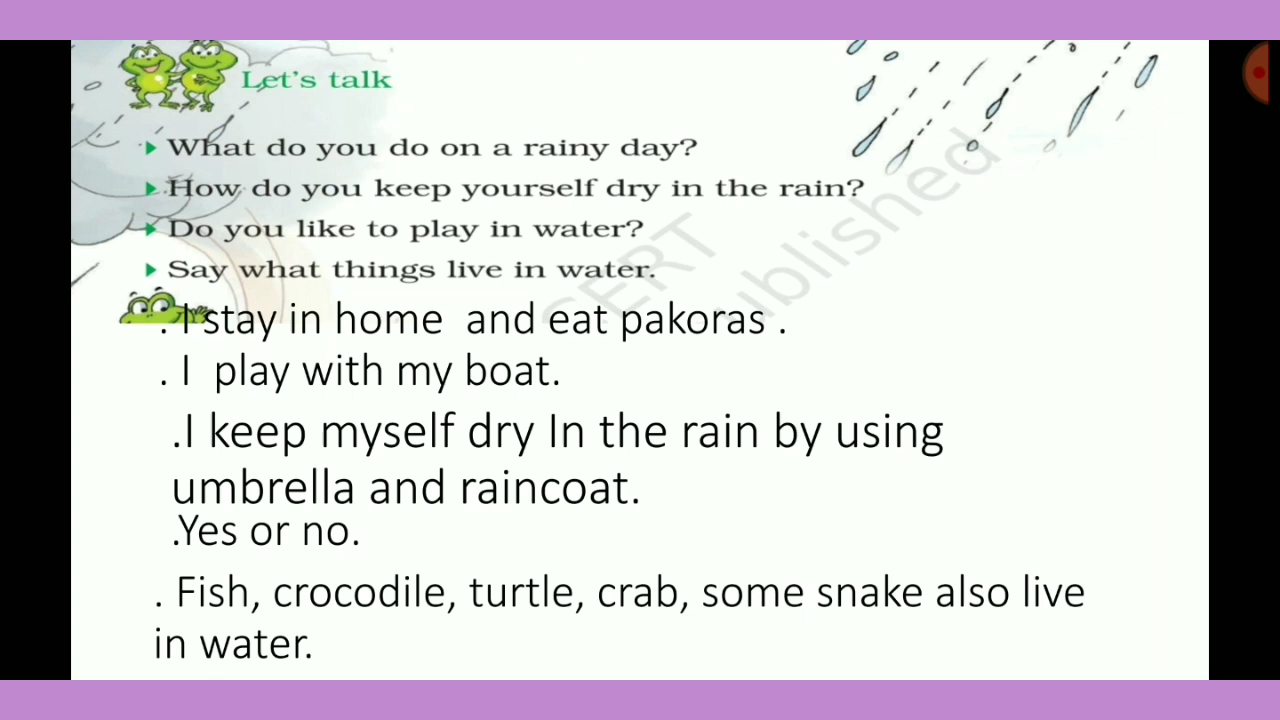 Let's talk
What do you do on a rainy day?
How do you keep yourself dry in the rain?
Do you like to play in water?
Say what things live in water.
. I stay in home  and eat pakoras .
. I  play with my boat.
.I keep myself dry In the rain by using
umbrella and raincoat.
.Yes or no.
. Fish, crocodile, turtle, crab, some snake also live
in water.